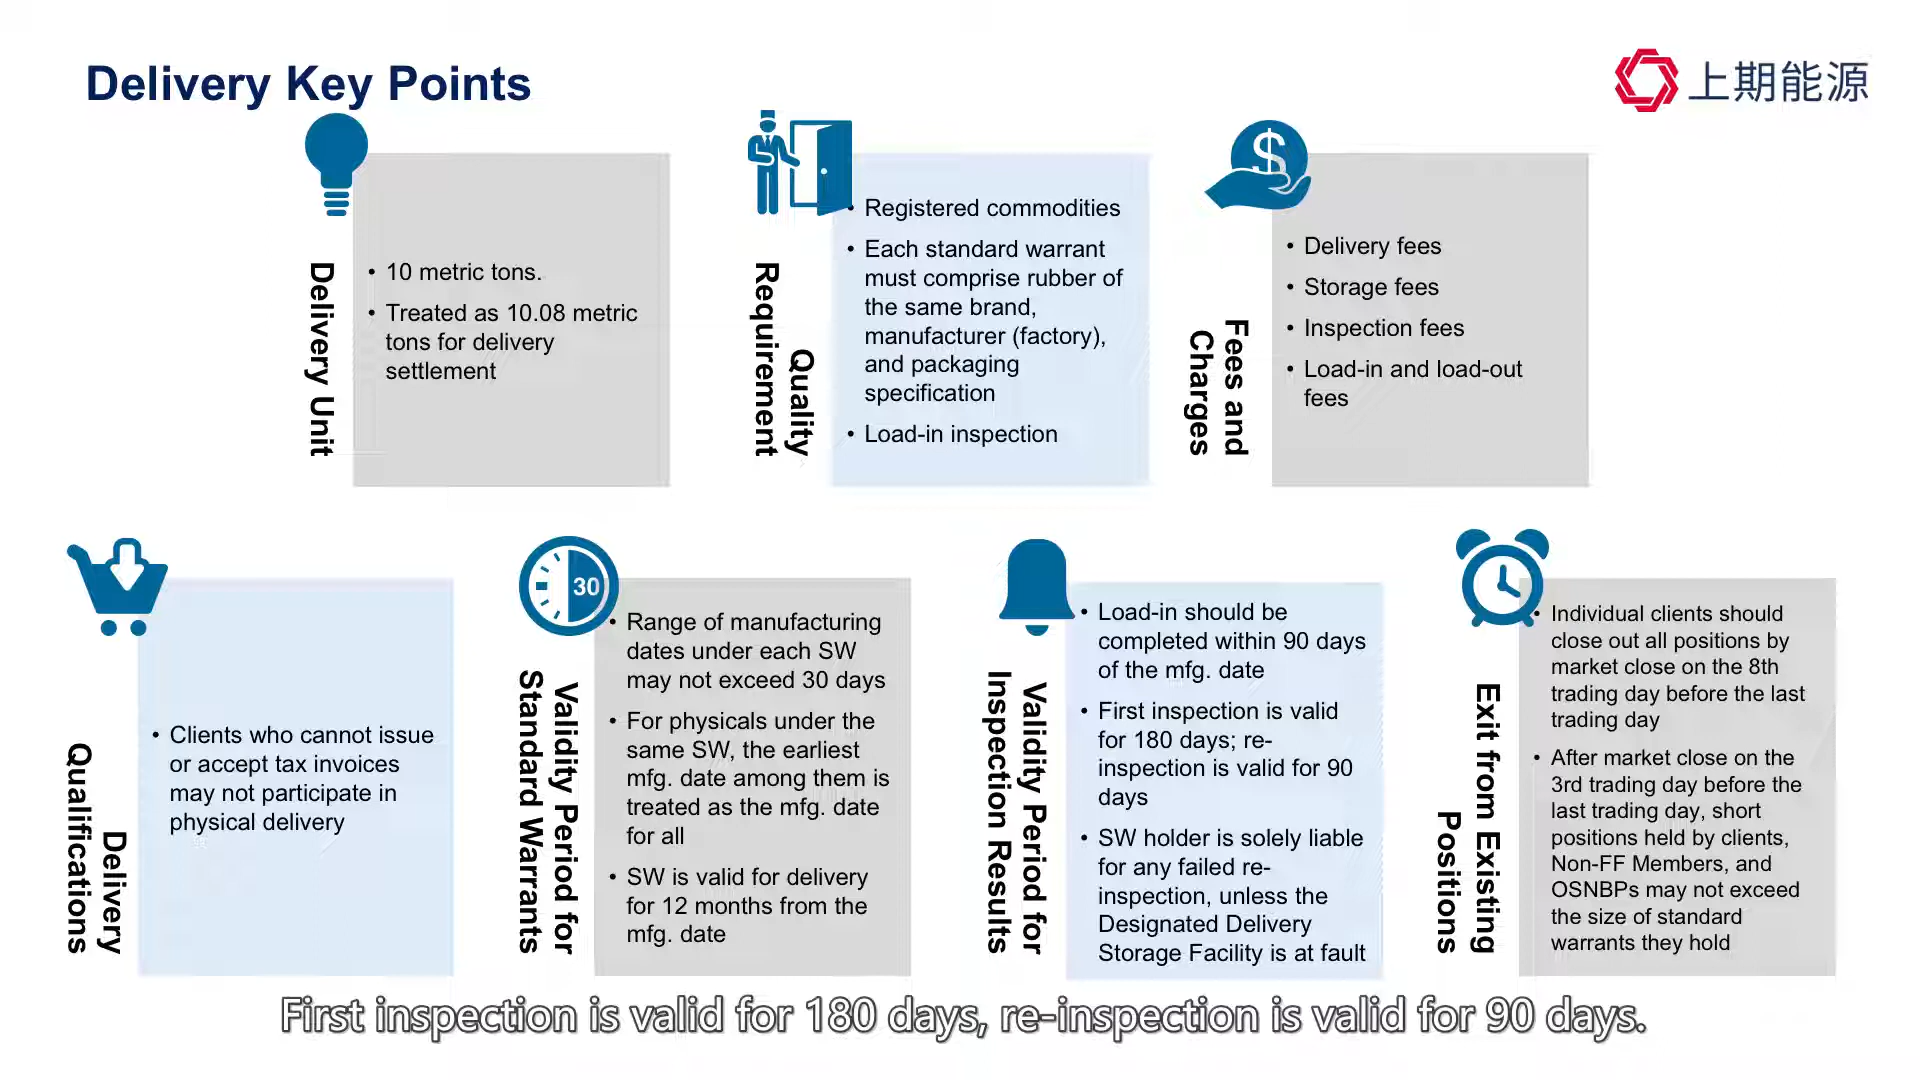 Delivery Key Points
上期能源
Delivery Unit
• 10 metric tons.
• Treated as 10.08 metric
tons for delivery
settlement
Quality
Requirement
• Registered commodities
• Each standard warrant
must comprise rubber of
the same brand,
manufacturer (factory),
and packaging
specification
• Load-in inspection
$
Fees and
Charges
• Delivery fees
• Storage fees
• Inspection fees
• Load-in and load-out
fees
Delivery
Qualifications
• Clients who cannot issue
or accept tax invoices
may not participate in
physical delivery
30
Validity Period for
Standard Warrants
• Range of manufacturing
dates under each SW
may not exceed 30 days
• For physicals under the
same SW, the earliest
mfg. date among them is
treated as the mfg. date
for all
• SW is valid for delivery
for 12 months from the
mfg. date
Validity Period for
Inspection Results
• Load-in should be
completed within 90 days
of the mfg. date
• First inspection is valid
for 180 days; re-
inspection is valid for 90
days
• SW holder is solely liable
for any failed re-
inspection, unless the
Designated Delivery
Storage Facility is at fault
Exit from Existing
Positions
• Individual clients should
close out all positions by
market close on the 8th
trading day before the last
trading day
• After market close on the
3rd trading day before the
last trading day, short
positions held by clients,
Non-FF Members, and
OSNBPs may not exceed
the size of standard
warrants they hold
First inspection is valid for 180 days, re-inspection is valid for 90 days.